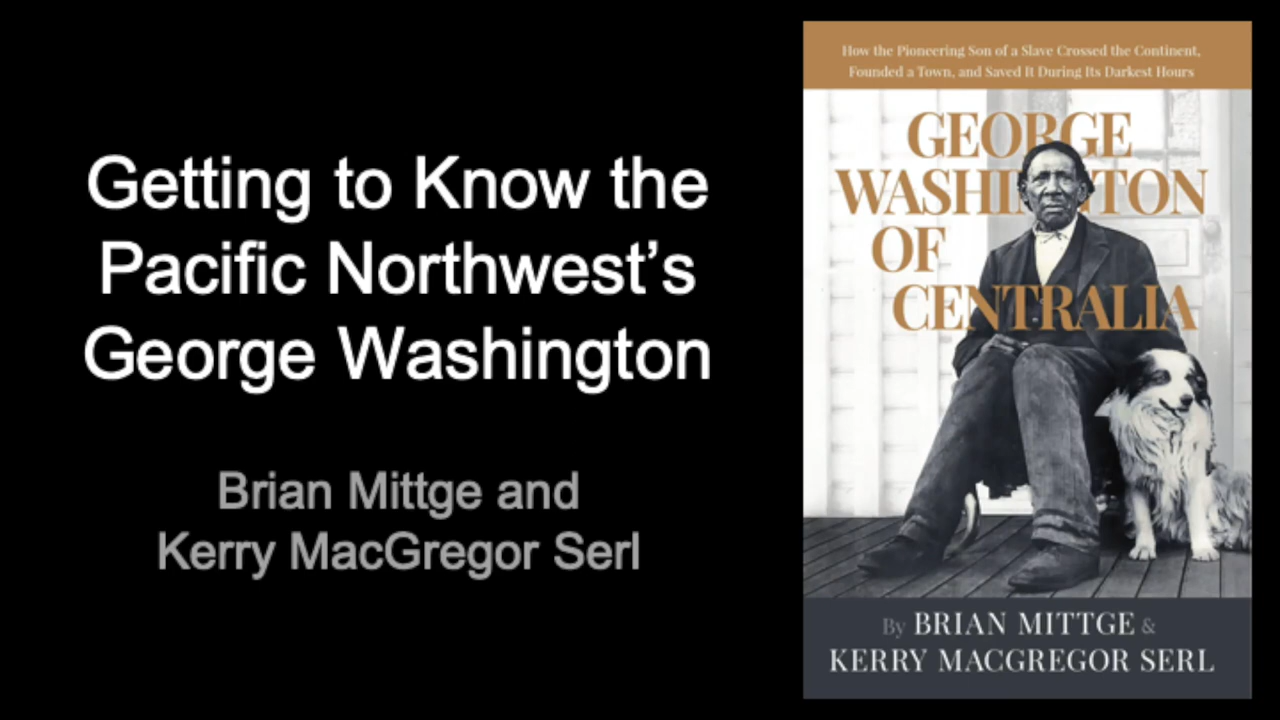 Getting to Know the
Pacific Northwest’s
George Washington
Brian Mittge and
Kerry MacGregor Serl
How the Pioneering Son of a Slave Crossed the Continent,
Founded a Town, and Saved It During Its Darkest Hours
GEORGE
WASHINGTON
OF
CENTRALIA
By BRIAN MITTGE &
KERRY MACGREGOR SERL